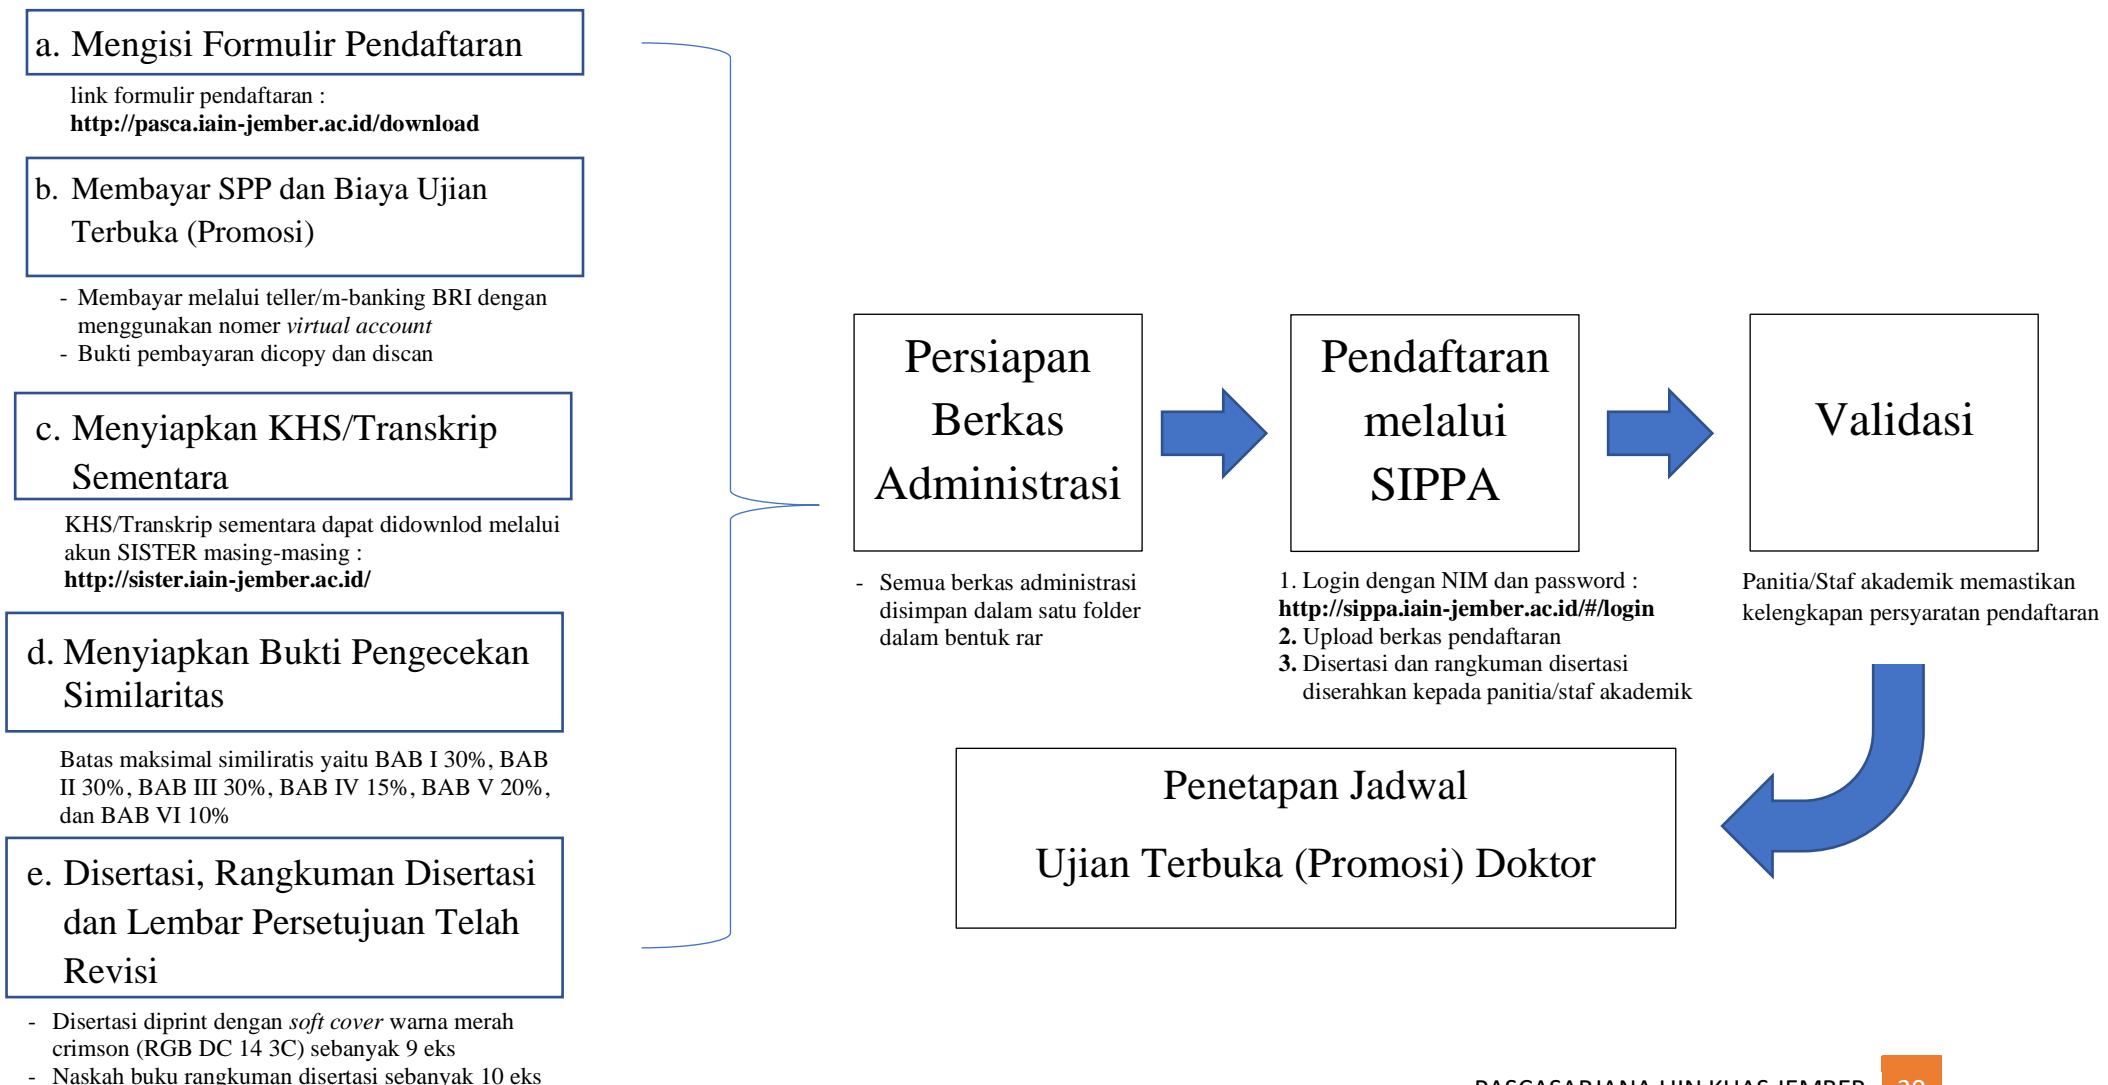 a. Mengisi Formulir Pendaftaran
link formulir pendaftaran :
http://pasca.iain-jember.ac.id/download
b. Membayar SPP dan Biaya Ujian
Terbuka (Promosi)
- Membayar melalui teller/m-banking BRI dengan
menggunakan nomer virtual account
- Bukti pembayaran dicopy dan discan
c. Menyiapkan KHS/Transkrip
Sementara
KHS/Transkrip sementara dapat didownlod melalui
akun SISTER masing-masing :
http://sister.iain-jember.ac.id/
d. Menyiapkan Bukti Pengecekan
Similaritas
Batas maksimal similiratis yaitu BAB I 30%, BAB
II 30%, BAB III 30%, BAB IV 15%, BAB V 20%,
dan BAB VI 10%
e. Disertasi, Rangkuman Disertasi
dan Lembar Persetujuan Telah
Revisi
- Disertasi diprint dengan soft cover warna merah
crimson (RGB DC 14 3C) sebanyak 9 eks
- Naskah buku rangkuman disertasi sebanyak 10 eks
Persiapan
Berkas
Administrasi
- Semua berkas administrasi
disimpan dalam satu folder
dalam bentuk rar
Pendaftaran
melalui
SIPPA
1. Login dengan NIM dan password :
http://sippa.iain-jember.ac.id/#/login
2. Upload berkas pendaftaran
3. Disertasi dan rangkuman disertasi
diserahkan kepada panitia/staf akademik
Validasi
Panitia/Staf akademik memastikan
kelengkapan persyaratan pendaftaran
Penetapan Jadwal
Ujian Terbuka (Promosi) Doktor
PASCASARJANA UIN KHAS JEMBER